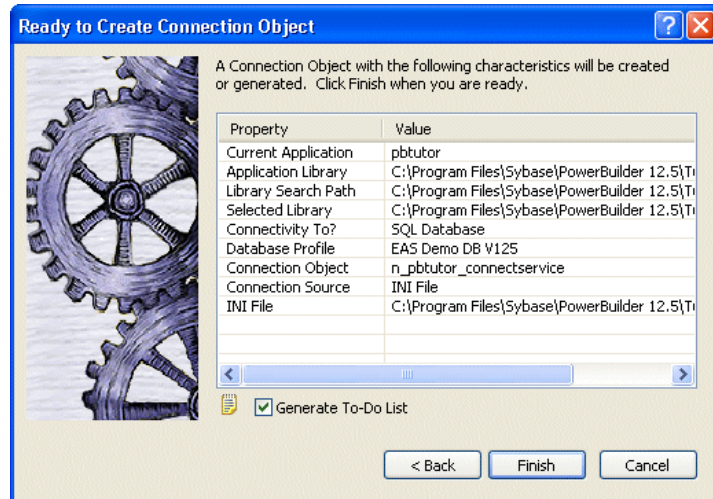 Ready to Create Connection Object
A Connection Object with the following characteristics will be created
or generated. Click Finish when you are ready.
Property Value
Current Application pbtutor
Application Library C:\Program Files\Sybase\PowerBuilder 12.5\
Library Search Path C:\Program Files\Sybase\PowerBuilder 12.5\
Selected Library C:\Program Files\Sybase\PowerBuilder 12.5\
Connectivity To? SQL Database
Database Profile EAS Demo DB V125
Connection Object n_pbtutor_connectservice
Connection Source INI File
INI File C:\Program Files\Sybase\PowerBuilder 12.5\
Generate To-Do List
< Back Finish Cancel